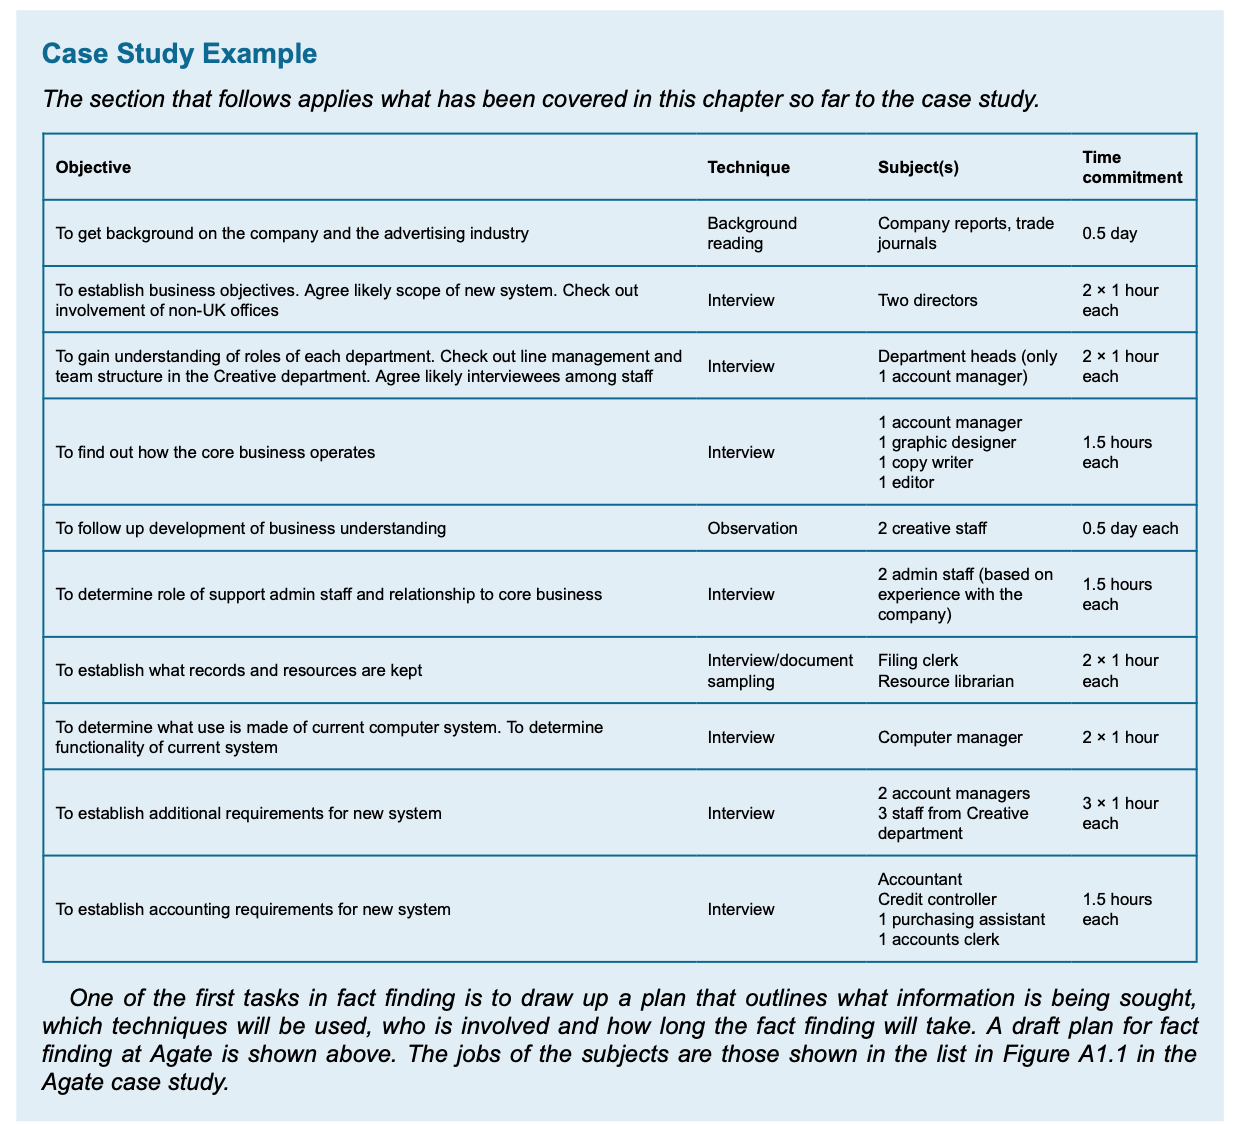 Case Study Example
The section that follows applies what has been covered in this chapter so far to the case study.
Objective
Technique
Subject(s)
Time
commitment
To get background on the company and the advertising industry
Background
reading
Company reports, trade
journals
0.5 day
To establish business objectives. Agree likely scope of new system. Check out
involvement of non-UK offices
Interview
Two directors
2 × 1 hour
each
To gain understanding of roles of each department. Check out line management and
team structure in the Creative department. Agree likely interviewees among staff
Interview
Department heads (only
1 account manager)
2 × 1 hour
each
To find out how the core business operates
Interview
1 account manager
1 graphic designer
1 copy writer
1 editor
1.5 hours
each
To follow up development of business understanding
Observation
2 creative staff
0.5 day each
To determine role of support admin staff and relationship to core business
Interview
2 admin staff (based on
experience with the
company)
1.5 hours
each
To establish what records and resources are kept
Interview/document
sampling
Filing clerk
Resource librarian
2 × 1 hour
each
To determine what use is made of current computer system. To determine
functionality of current system
Interview
Computer manager
2 × 1 hour
To establish additional requirements for new system
Interview
2 account managers
3 staff from Creative
department
3 × 1 hour
each
To establish accounting requirements for new system
Interview
Accountant
Credit controller
1 purchasing assistant
1 accounts clerk
1.5 hours
each
One of the first tasks in fact finding is to draw up a plan that outlines what information is being sought,
which techniques will be used, who is involved and how long the fact finding will take. A draft plan for fact
finding at Agate is shown above. The jobs of the subjects are those shown in the list in Figure A1.1 in the
Agate case study.